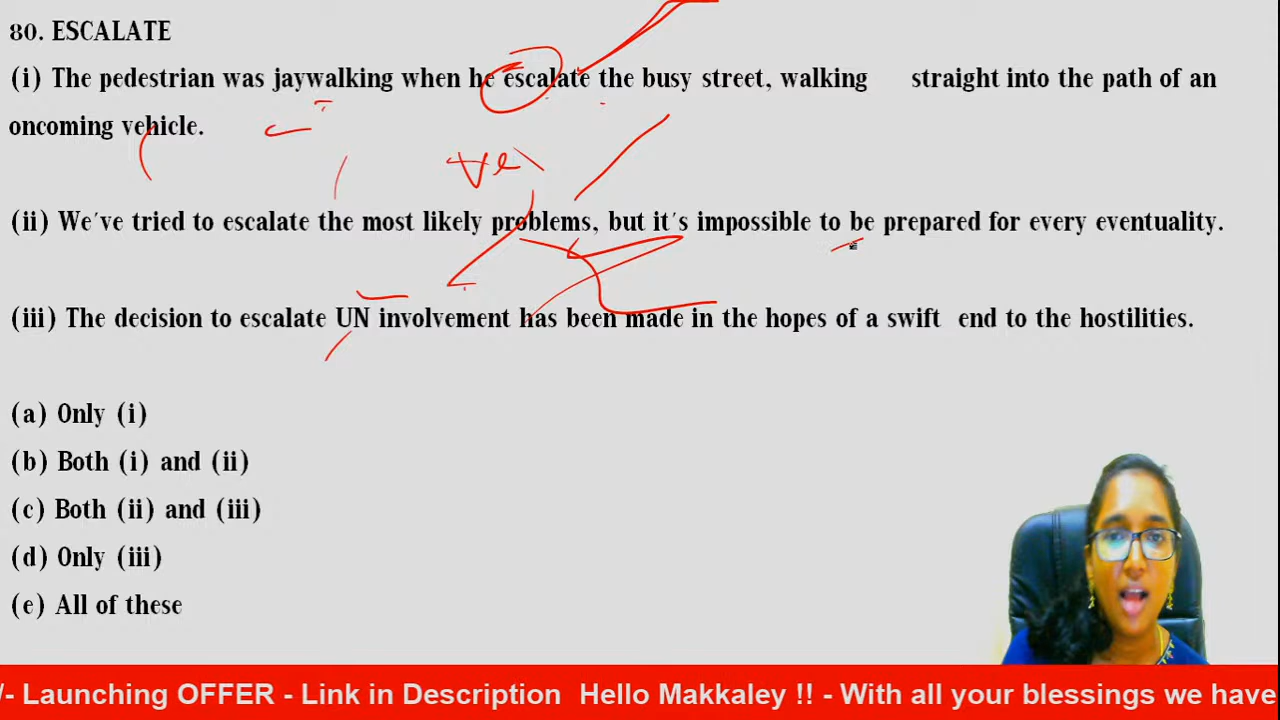 80. ESCALATE
(i) The pedestrian was jaywalking when he escalate the busy street, walking straight into the path of an
oncoming vehicle.
ve
(ii) We've tried to escalate the most likely problems, but it's impossible to be prepared for every eventuality.
(iii) The decision to escalate UN involvement has been made in the hopes of a swift end to the hostilities.
(a) Only (i)
(b) Both (i) and (ii)
(c) Both (ii) and (iii)
(d) Only (iii)
(e) All of these
/- Launching OFFER - Link in Description Hello Makkaley !! - With all your blessings we have